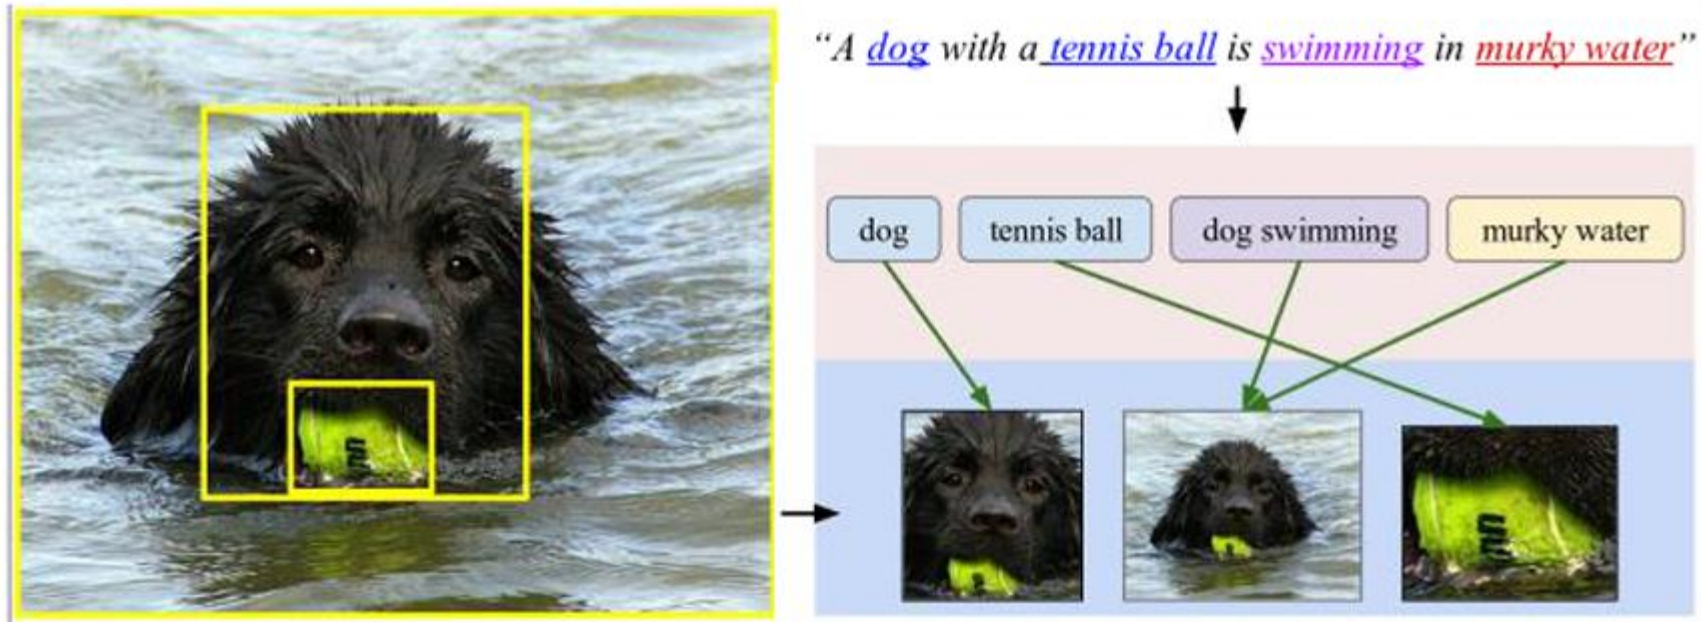 “A dog with a tennis ball is swimming in murky water”
dog
tennis ball
dog swimming
murky water